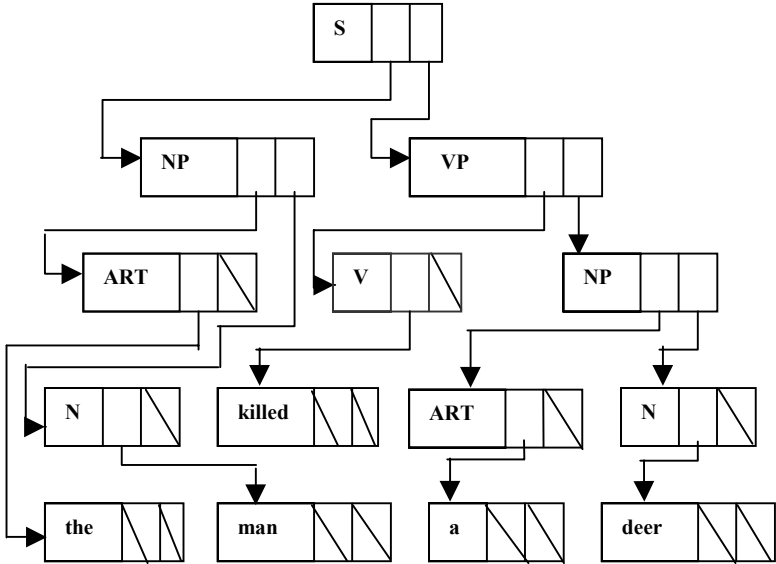 S
NP VP
ART V NP
N killed ART N
the man a deer